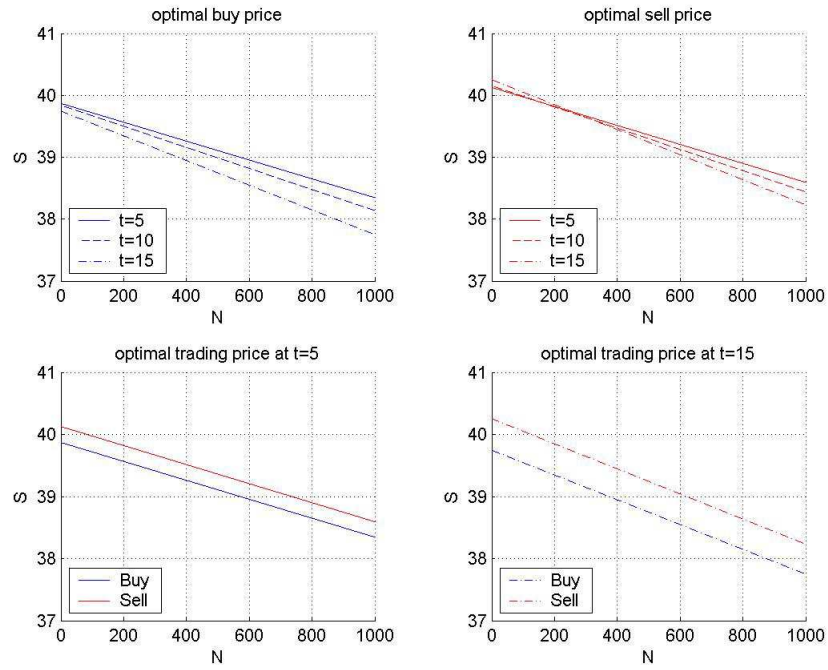 optimal buy price
41
40
39
38
37
S
t=5
t=10
t=15
0 200 400 600 800 1000
N
optimal sell price
41
40
39
38
37
S
t=5
t=10
t=15
0 200 400 600 800 1000
N
optimal trading price at t=5
41
40
39
38
37
S
Buy
Sell
0 200 400 600 800 1000
N
optimal trading price at t=15
41
40
39
38
37
S
Buy
Sell
0 200 400 600 800 1000
N